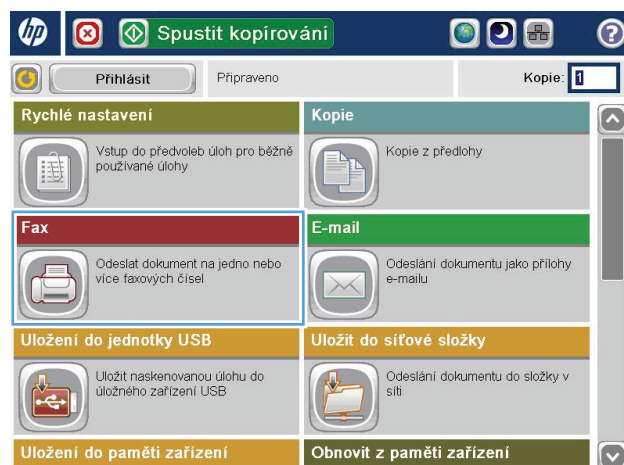 hp Spustit kopírování ?
Přihlásit Připraveno Kopie: 1
Rychlé nastavení
Vstup do předvoleb úloh pro běžně
používané úlohy
Kopie
Kopie z předlohy
Fax
Odeslat dokument na jedno nebo
více faxových čísel
E-mail
Odeslání dokumentu jako přílohy
e-mailu
Uložení do jednotky USB
Uložit naskenovanou úlohu do
úložného zařízení USB
Uložit do síťové složky
Odeslání dokumentu do složky v
síti
Uložení do paměti zařízení
Obnovit z paměti zařízení